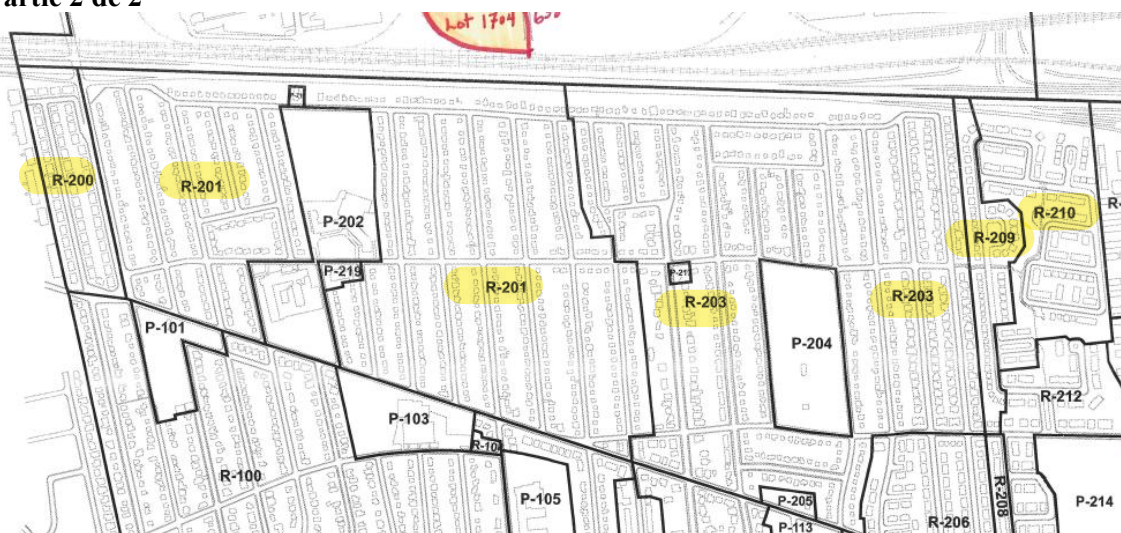 artie 2 de 2
Lot 1704
R-200
R-201
P-202
P-219
R-201
R-203
P-204
R-203
R-209
R-210
R-212
P-101
P-103
R-100
P-105
P-205
P-113
R-206
R-208
P-214